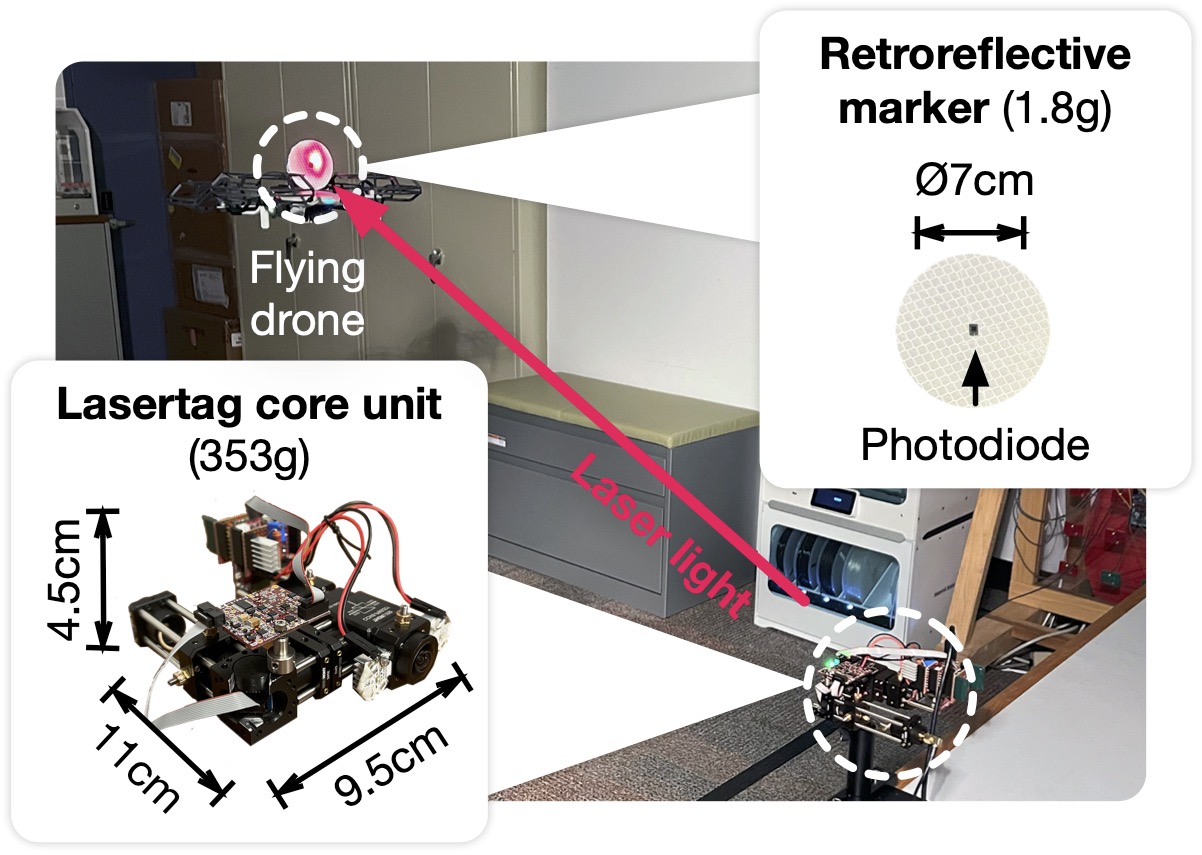 Retroreflective
marker (1.8g)
Ø7cm
Photodiode
Flying
drone
Laser light
Lasertag core unit
(353g)
4.5cm
11cm
9.5cm